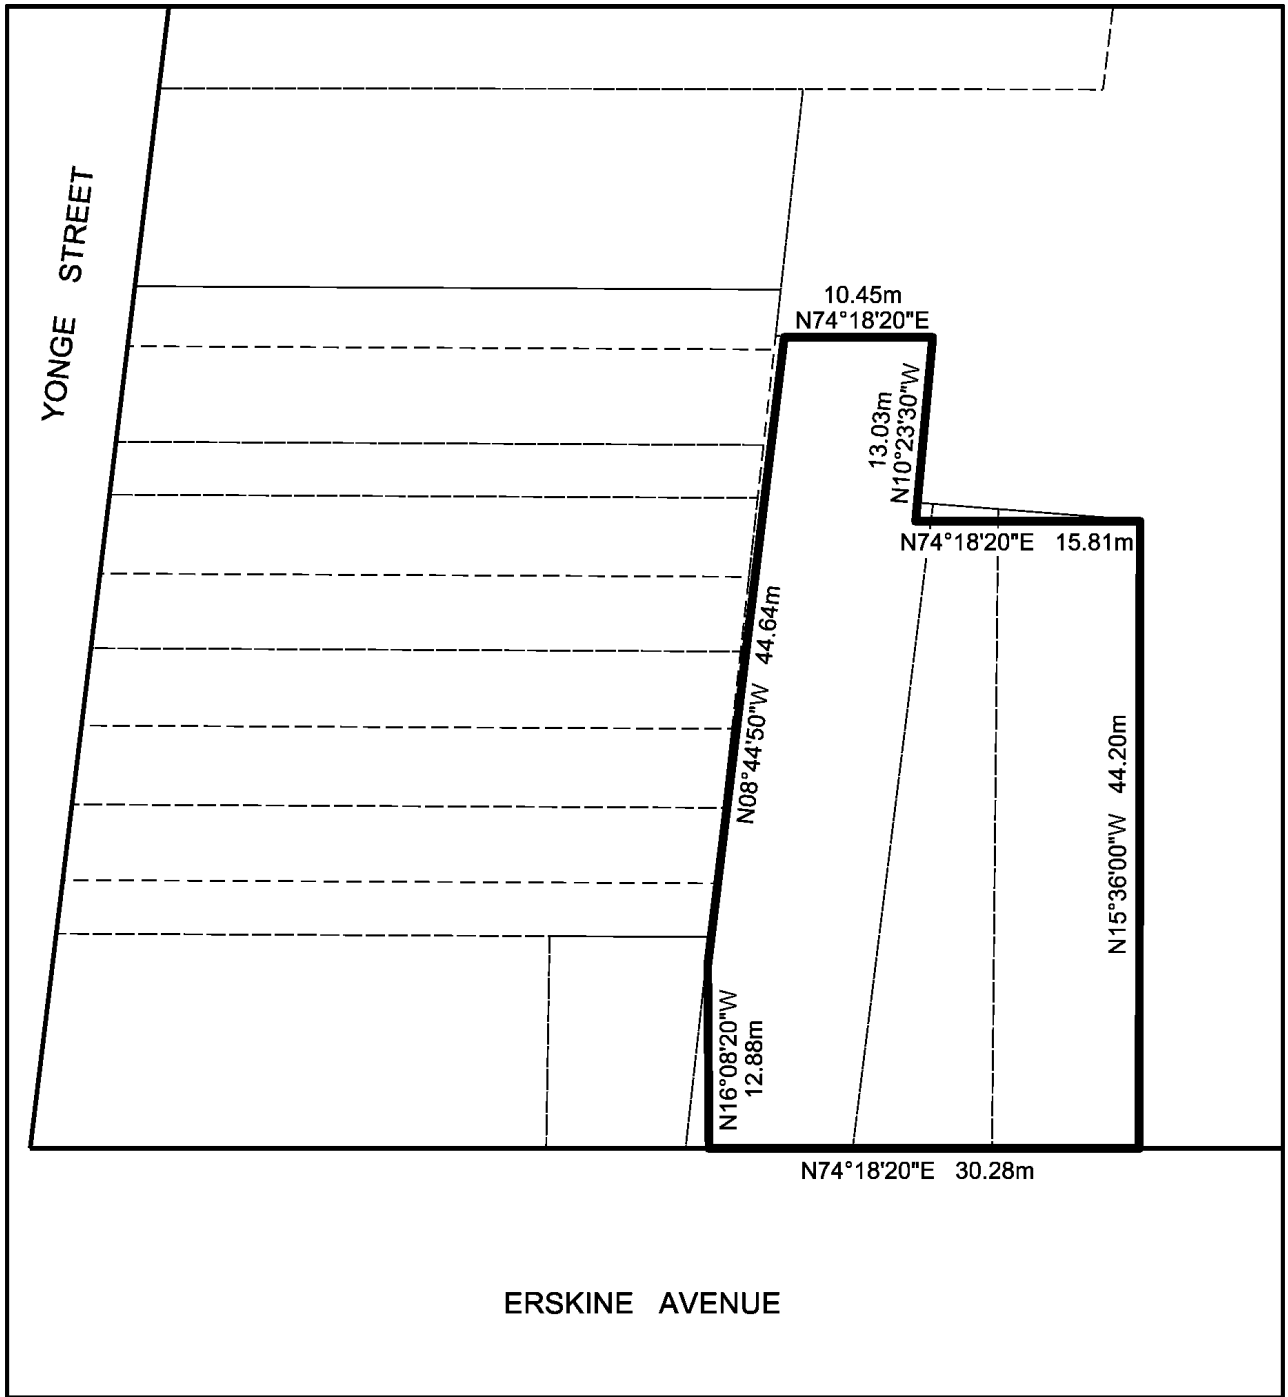 YONGE STREET
10.45m
N74°18'20"E
13.03m
N10°23'30"W
N74°18'20"E 15.81m
N08°44'50"W 44.64m
N15°36'00"W 44.20m
N16°08'20"W
12.88m
N74°18'20"E 30.28m
ERSKINE AVENUE